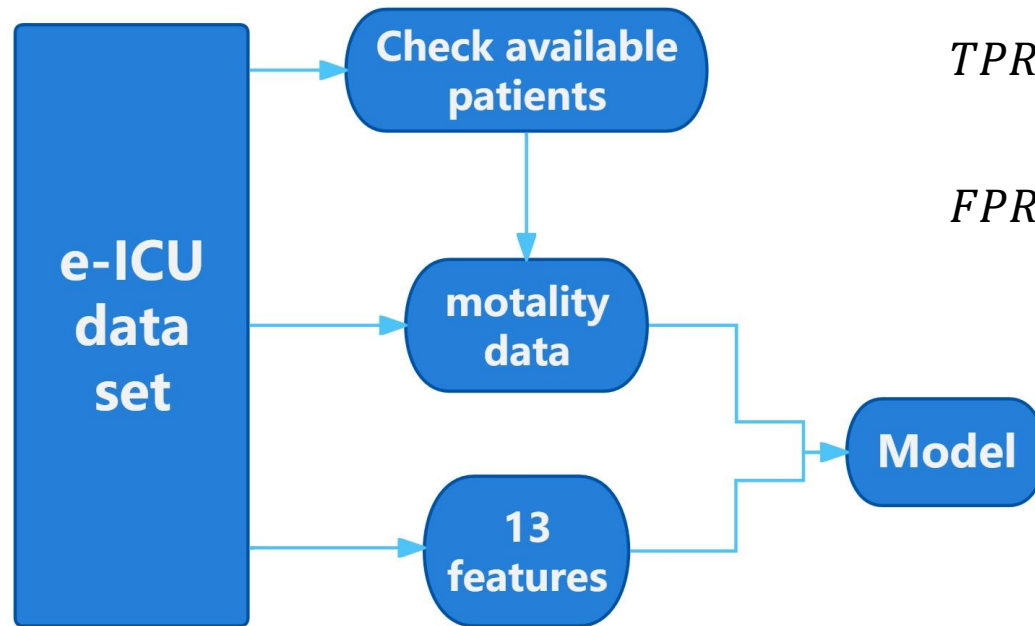 e-ICU
data
set
Check available
patients
motality
data
13
features
Model
TPR
FPR